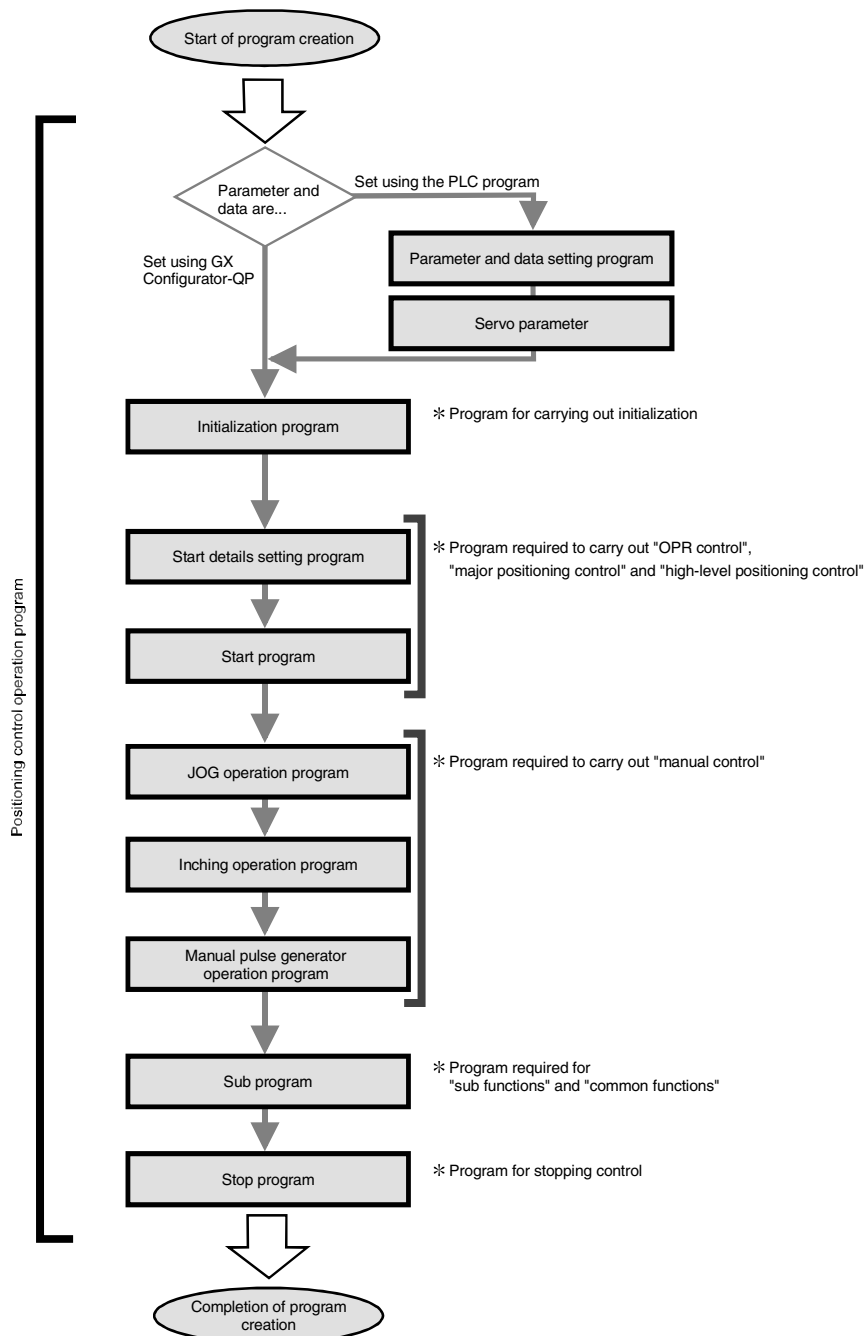 Start of program creation
Parameter and
data are...
Set using the PLC program
Set using GX
Configurator-QP
Parameter and data setting program
Servo parameter
Initialization program
* Program for carrying out initialization
Start details setting program
* Program required to carry out "OPR control",
"major positioning control" and "high-level positioning control"
Start program
JOG operation program
* Program required to carry out "manual control"
Inching operation program
Manual pulse generator
operation program
Sub program
* Program required for
"sub functions" and "common functions"
Stop program
* Program for stopping control
Completion of program
creation
Positioning control operation program